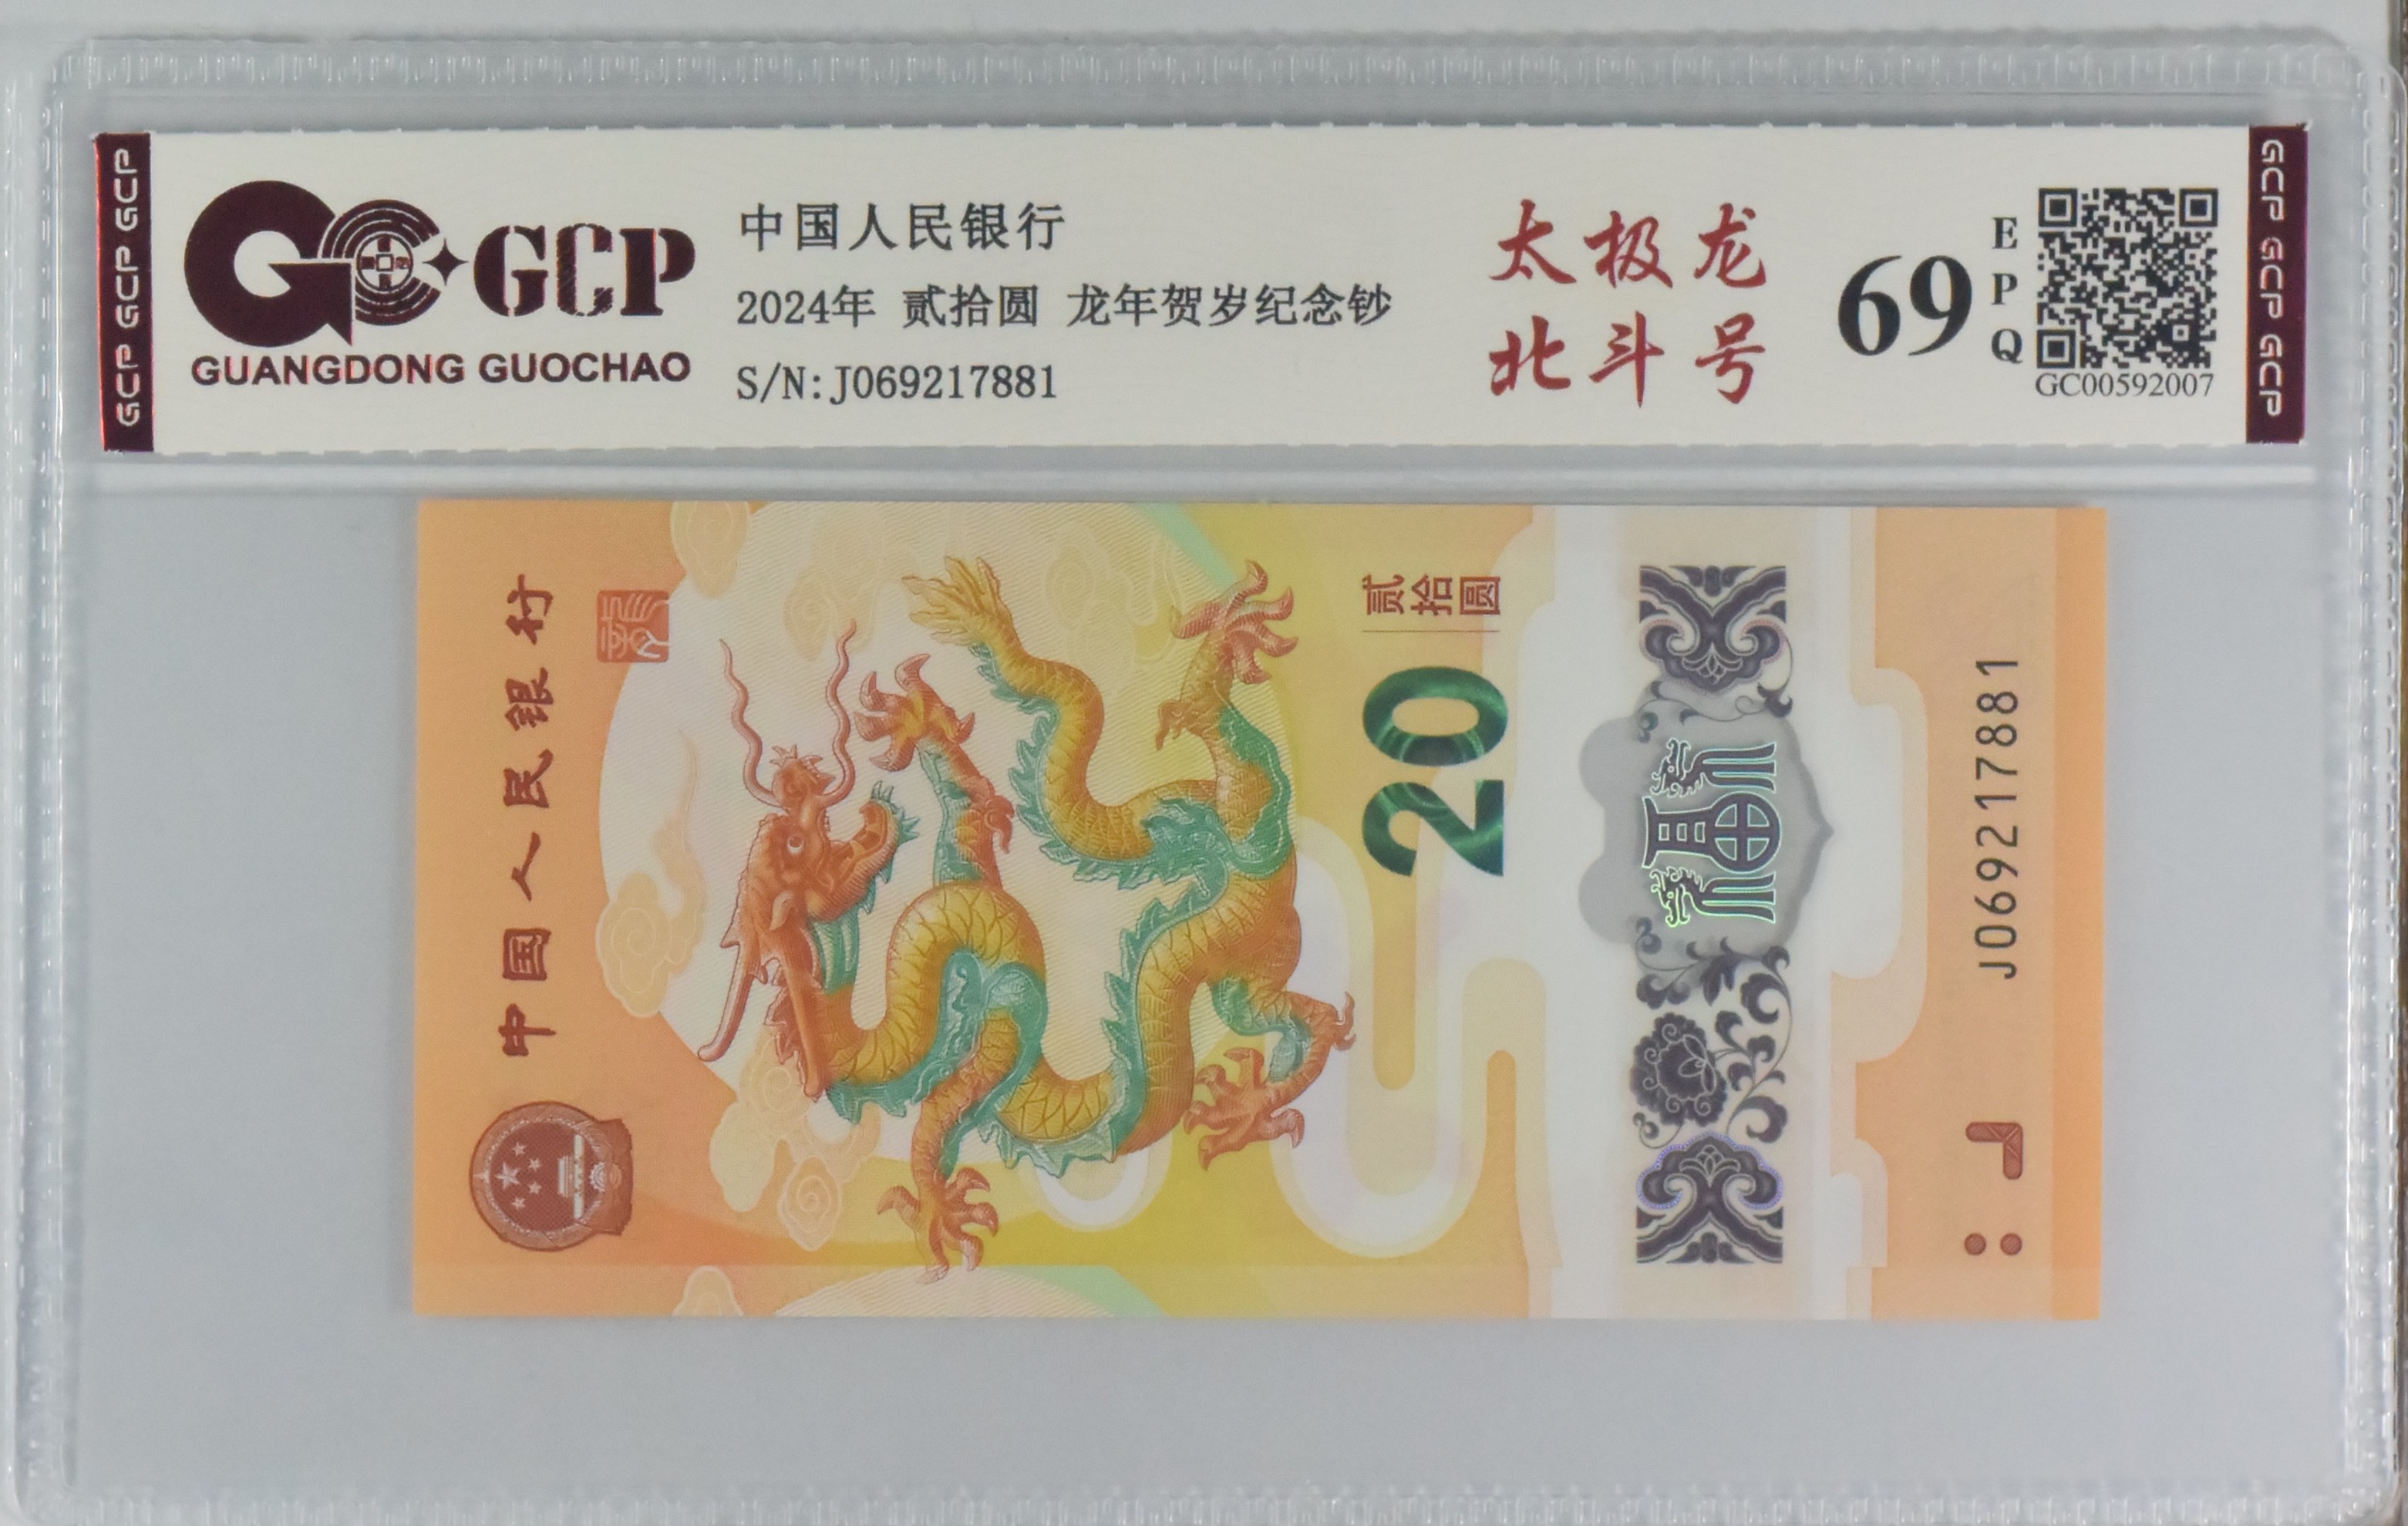 GCP GCP GCP
GCP
GUANGDONG GUOCHAO
中国人民银行
2024年 贰拾圆 龙年贺岁纪念钞
S/N:J069217881
太极龙
北斗号
69
EPQ
GC00592007
GCP GCP GCP
中国人民银行
贰拾圆
20
J069217881